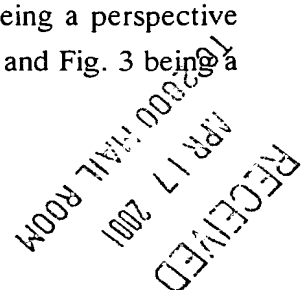 eing a perspective
and Fig. 3 being a
RECEIVED
APR 17 2001
TC 2800 MAIL ROOM